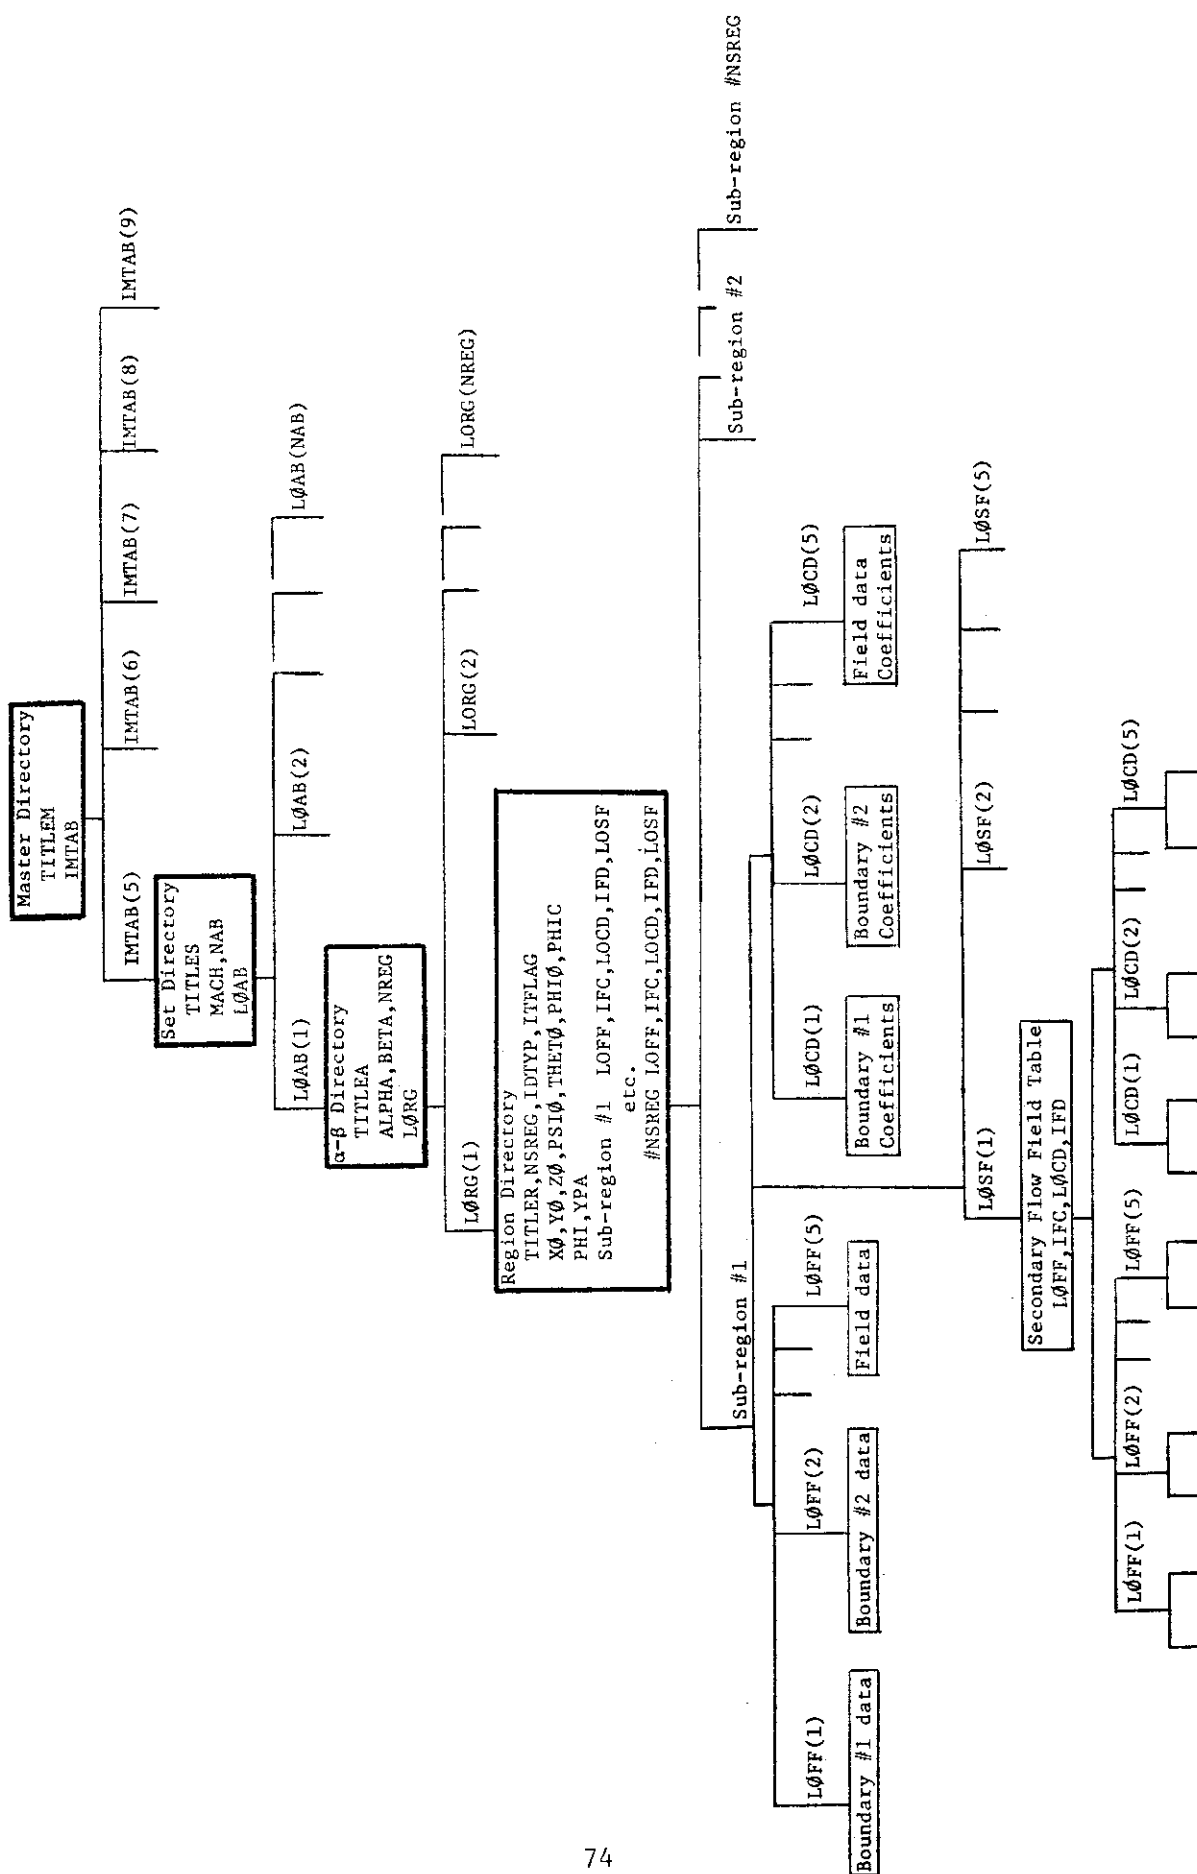 Master Directory
TITLEM
IMTAB
IMTAB(5)
IMTAB(6)
IMTAB(7)
IMTAB(8)
IMTAB(9)
Set Directory
TITLES
MACH,NAB
LØAB
LØAB(1)
LØAB(2)
LØAB(NAB)
α-β Directory
TITLEA
ALPHA,BETA,NREG
LØRG
LØRG(1)
LORG(2)
LORG(NREG)
Region Directory
TITLER,NSREG,IDTYP,ITFLAG
XØ,YØ,ZØ,PSIØ,THETØ,PHIØ,PHIC
PHI,YPA
Sub-region #1 LOFF,IFC,LOCD,IFD,LOSF
etc.
#NSREG LOFF,IFC,LOCD,IFD,LOSF
Sub-region #1
Sub-region #2
Sub-region #NSREG
LØFF(1)
LØFF(2)
LØFF(5)
LØCD(1)
LØCD(2)
LØCD(5)
Boundary #1 data
Boundary #2 data
Field data
Boundary #1
Coefficients
Boundary #2
Coefficients
Field data
Coefficients
LØSF(1)
LØSF(2)
LØSF(5)
Secondary Flow Field Table
LØFF,IFC,LØCD,IFD
LØFF(1)
LØFF(2)
LØFF(5)
LØCD(1)
LØCD(2)
LØCD(5)
74